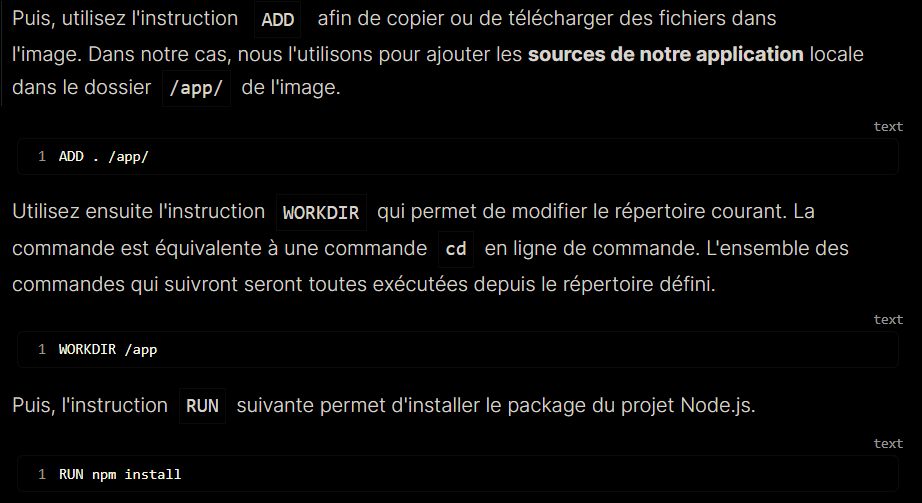 Puis, utilisez l'instruction ADD afin de copier ou de télécharger des fichiers dans
l'image. Dans notre cas, nous l'utilisons pour ajouter les sources de notre application locale
dans le dossier /app/ de l'image.
text
1 ADD . /app/
Utilisez ensuite l'instruction WORKDIR qui permet de modifier le répertoire courant. La
commande est équivalente à une commande cd en ligne de commande. L'ensemble des
commandes qui suivront seront toutes exécutées depuis le répertoire défini.
text
1 WORKDIR /app
Puis, l'instruction RUN suivante permet d'installer le package du projet Node.js.
text
1 RUN npm install